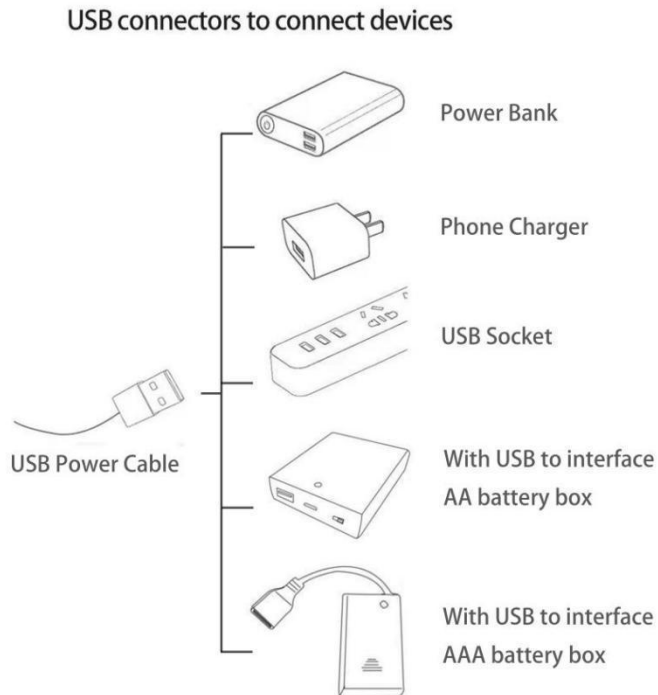 USB connectors to connect devices
Power Bank
Phone Charger
USB Socket
USB Power Cable
With USB to interface
AA battery box
With USB to interface
AAA battery box